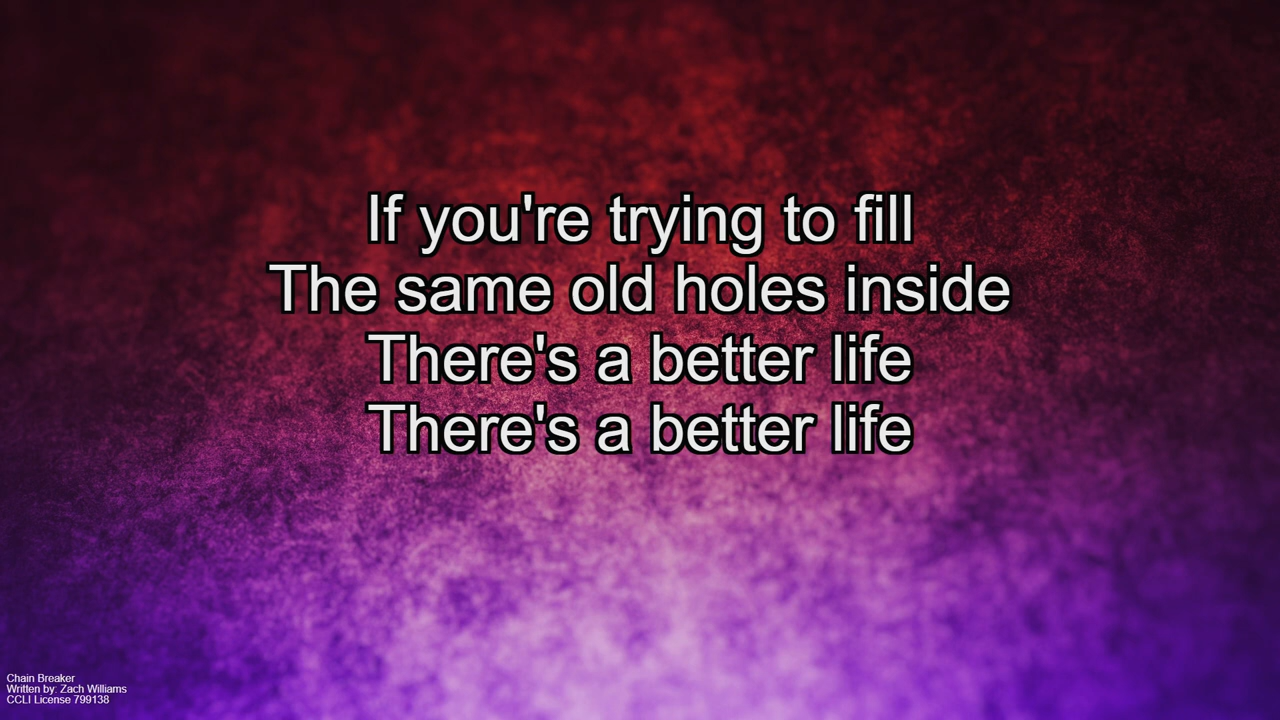 If you're trying to fill
The same old holes inside
There's a better life
There's a better life
Chain Breaker
Written by: Zach Williams
CCLI License 799138